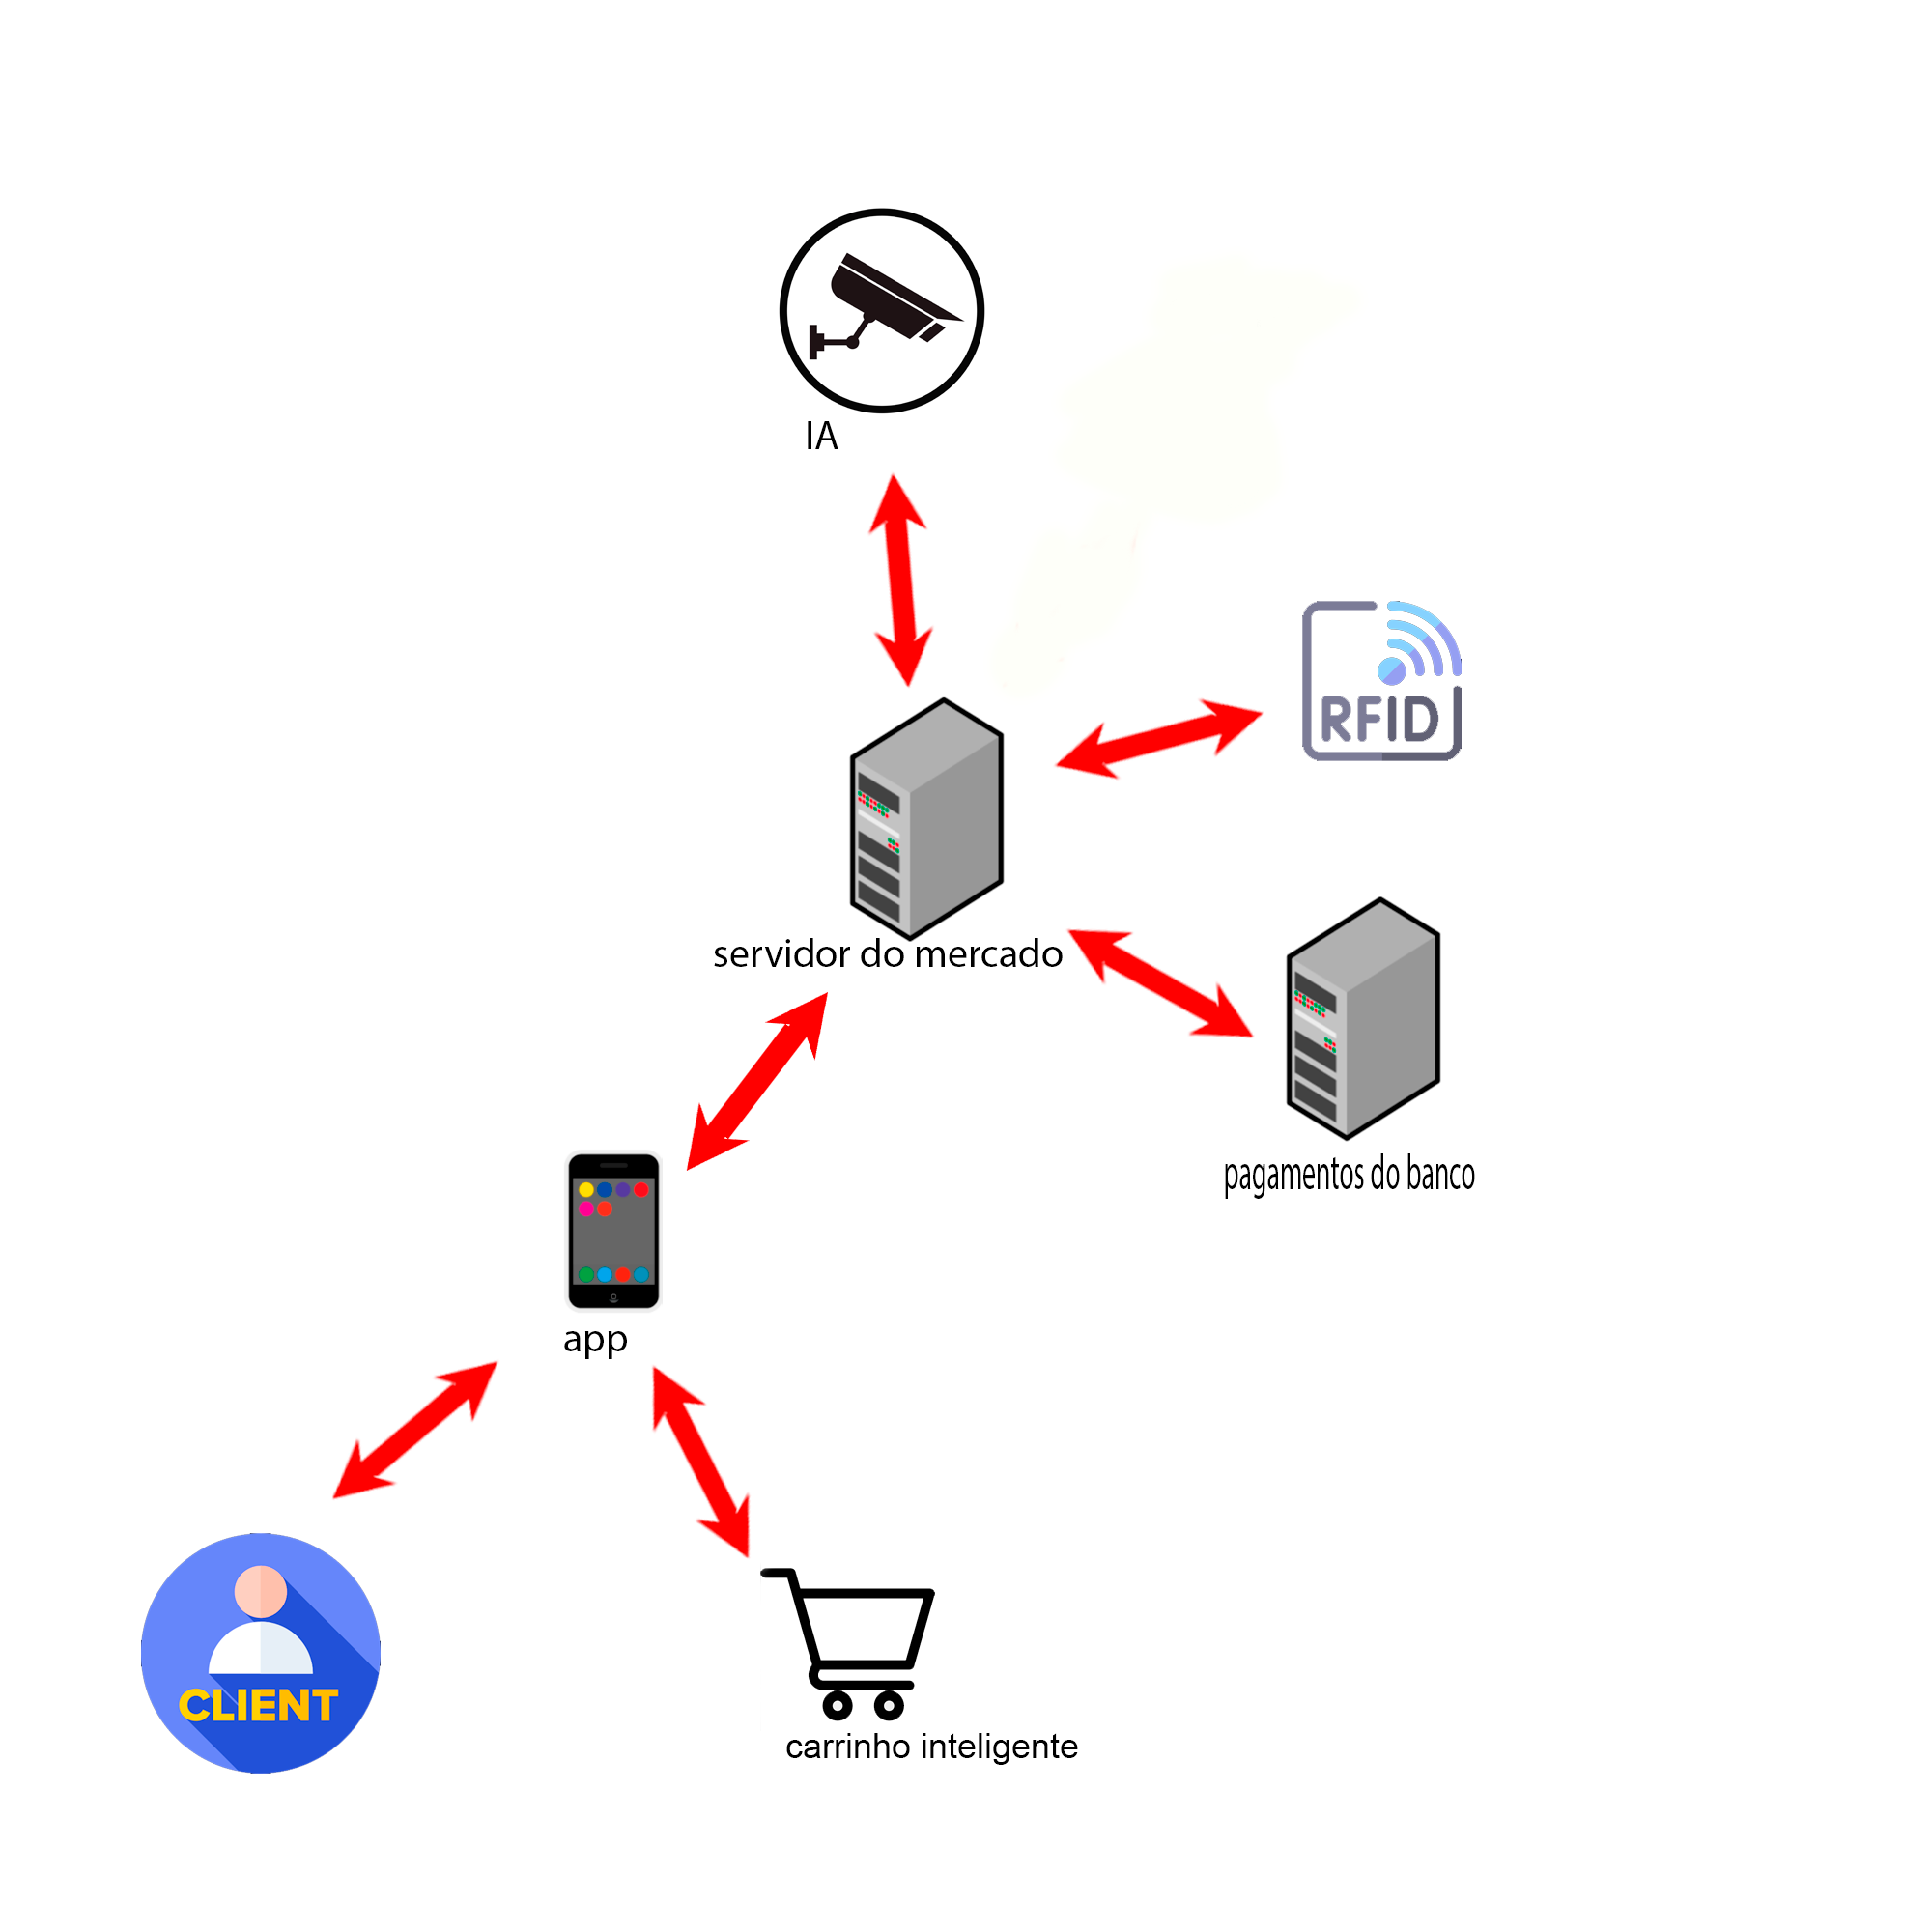 IA
RFID
servidor do mercado
pagamentos do banco
app
CLIENT
carrinho inteligente